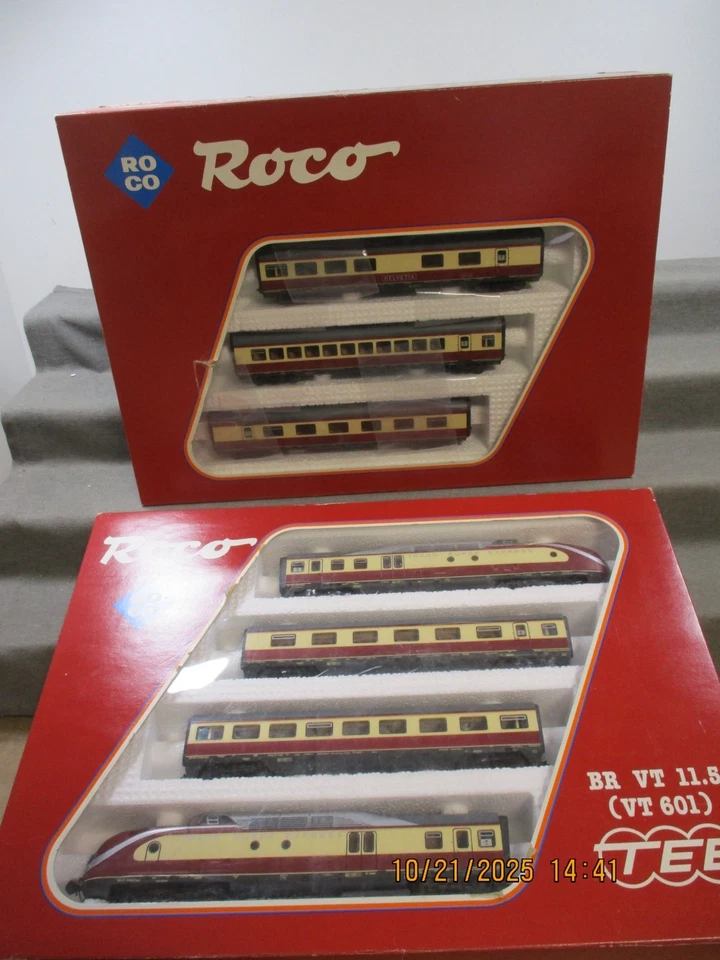 RO
CO
Roco
HELVETIA
Roco
BR VT 11.5
(VT 601)
TEE
10/21/2025 14:41